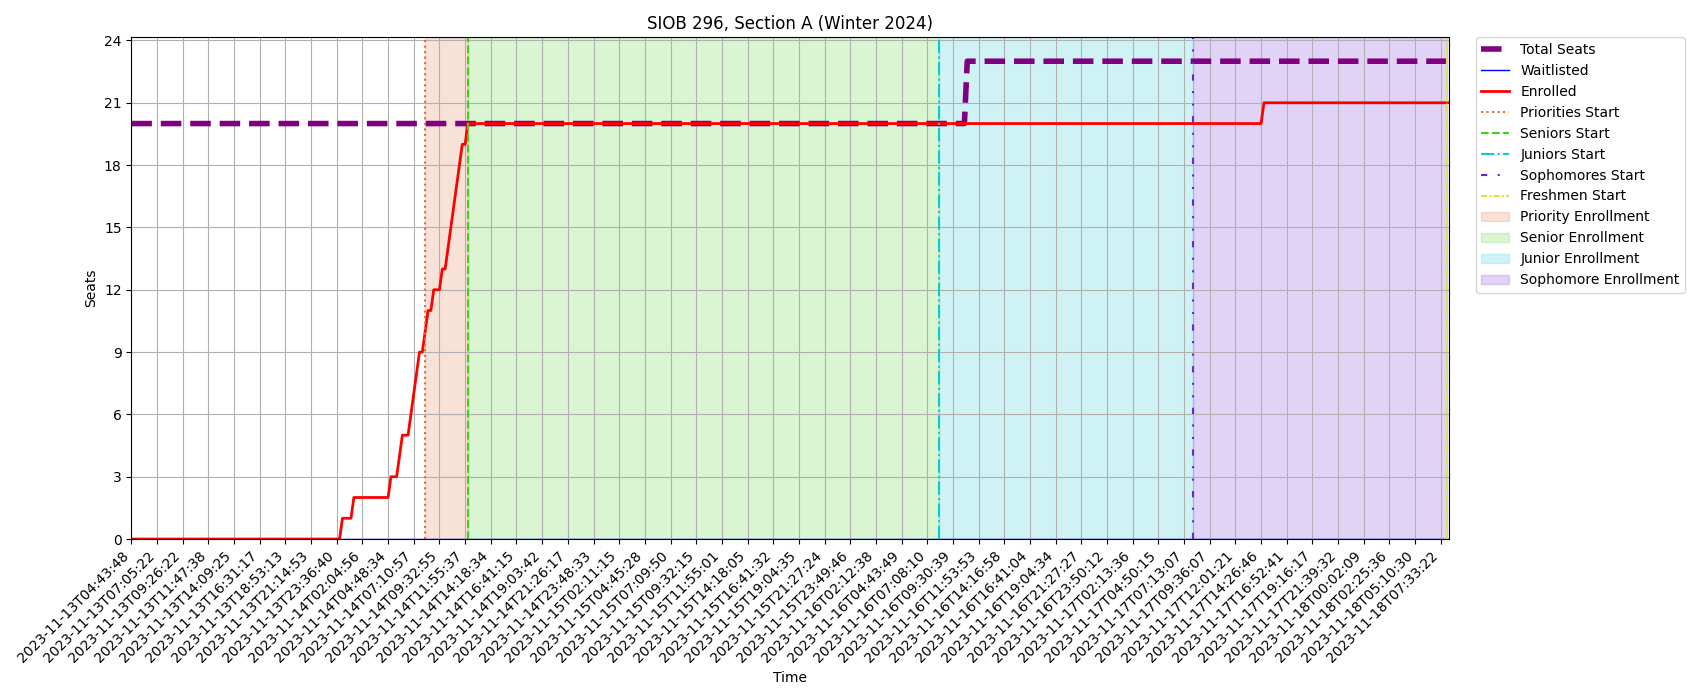 SIOB 296, Section A (Winter 2024)
24
21
18
15
12
9
6
3
0
Seats
2023-11-13T04:43:48
2023-11-13T07:05:22
2023-11-13T09:26:22
2023-11-13T11:47:38
2023-11-13T14:09:25
2023-11-13T16:31:17
2023-11-13T18:53:13
2023-11-13T21:14:53
2023-11-13T23:36:40
2023-11-14T02:04:56
2023-11-14T04:48:34
2023-11-14T07:10:57
2023-11-14T09:32:55
2023-11-14T11:55:37
2023-11-14T14:18:34
2023-11-14T16:41:15
2023-11-14T19:03:42
2023-11-14T21:26:17
2023-11-14T23:48:33
2023-11-15T02:11:15
2023-11-15T04:45:28
2023-11-15T07:09:50
2023-11-15T09:32:15
2023-11-15T11:55:01
2023-11-15T14:18:05
2023-11-15T16:41:32
2023-11-15T19:04:35
2023-11-15T21:27:24
2023-11-15T23:49:46
2023-11-16T02:12:38
2023-11-16T04:43:49
2023-11-16T07:08:10
2023-11-16T09:30:39
2023-11-16T11:53:53
2023-11-16T14:16:58
2023-11-16T16:41:04
2023-11-16T19:04:34
2023-11-16T21:27:27
2023-11-16T23:50:12
2023-11-17T02:13:36
2023-11-17T04:50:15
2023-11-17T07:13:07
2023-11-17T09:36:07
2023-11-17T12:01:21
2023-11-17T14:26:46
2023-11-17T16:52:41
2023-11-17T19:16:17
2023-11-17T21:39:32
2023-11-18T00:02:09
2023-11-18T02:25:36
2023-11-18T05:10:30
2023-11-18T07:33:22
Time
Total Seats
Waitlisted
Enrolled
Priorities Start
Seniors Start
Juniors Start
Sophomores Start
Freshmen Start
Priority Enrollment
Senior Enrollment
Junior Enrollment
Sophomore Enrollment